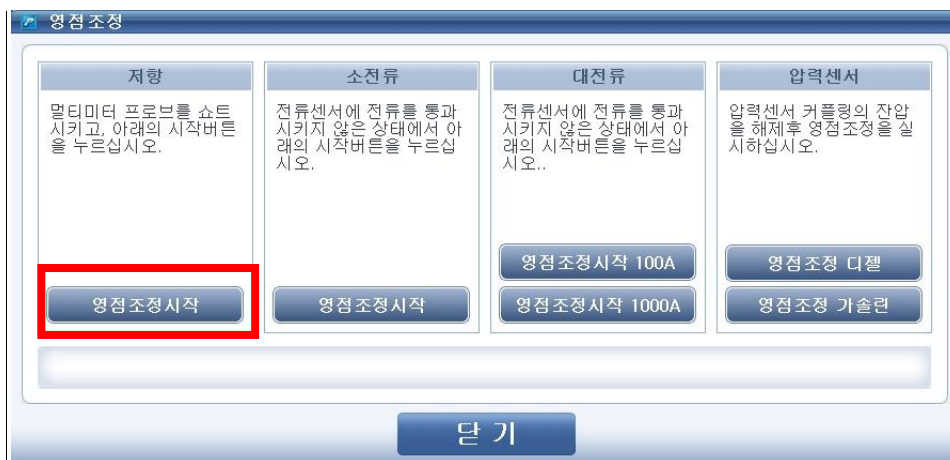 영점조정
저항
멀티미터 프로브를 쇼트
시키고, 아래의 시작버튼
을 누르십시오.
영점조정시작
소전류
전류센서에 전류를 통과
시키지 않은 상태에서 아
래의 시작버튼을 누르십
시오.
영점조정시작
대전류
전류센서에 전류를 통과
시키지 않은 상태에서 아
래의 시작버튼을 누르십
시오..
영점조정시작 100A
영점조정시작 1000A
압력센서
압력센서 커플링의 잔압
을 해제후 영점조정을 실
시하십시오.
영점조정 디젤
영점조정 가솔린
닫 기